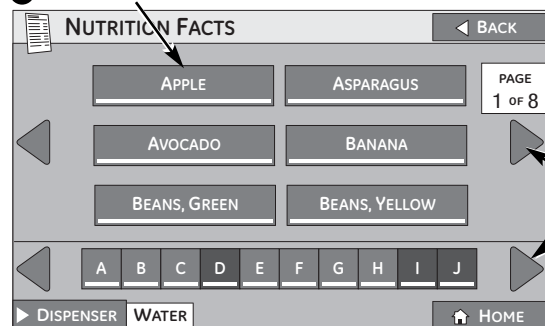 NUTRITION FACTS
BACK
APPLE
ASPARAGUS
PAGE
1 OF 8
AVOCADO
BANANA
BEANS, GREEN
BEANS, YELLOW
A B C D E F G H I J
DISPENSER
WATER
HOME